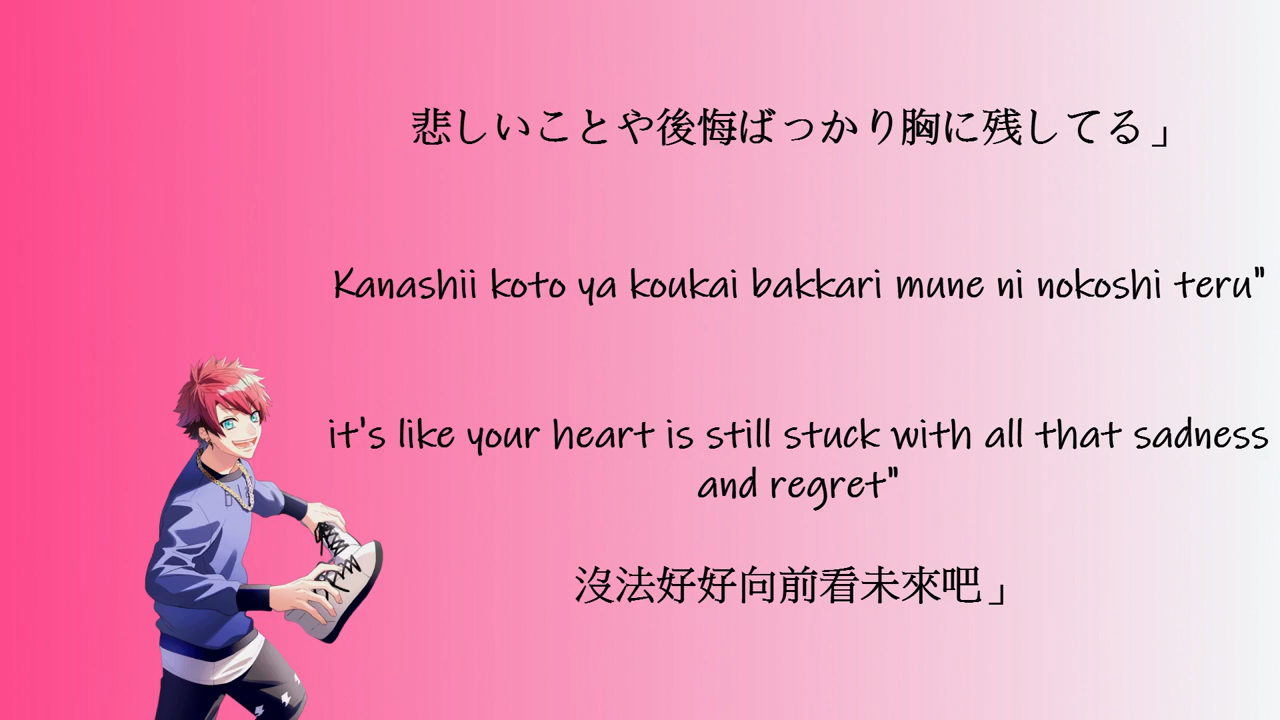 悲しいことや後悔ばっかり胸に残してる」
Kanashii koto ya koukai bakkari mune ni nokoshi teru"
it's like your heart is still stuck with all that sadness
and regret"
沒法好好向前看未來吧」